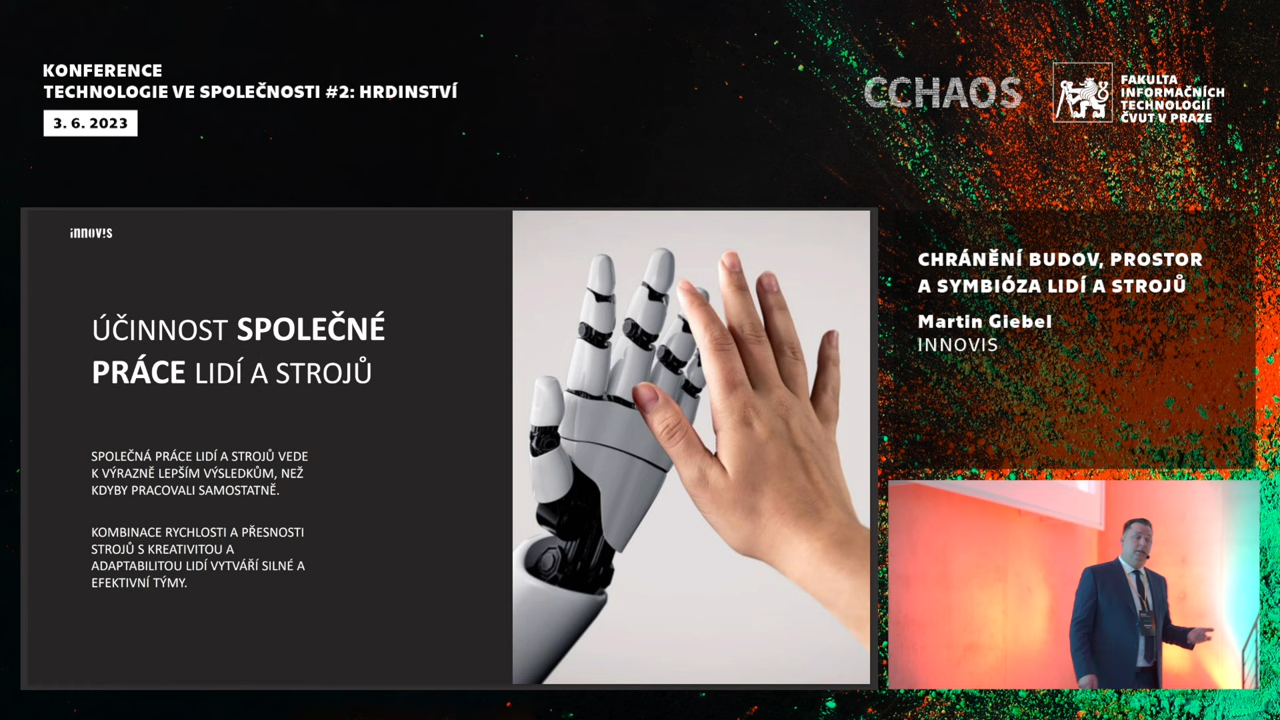 KONFERENCE
TECHNOLOGIE VE SPOLEČNOSTI #2: HRDINSTVÍ
3. 6. 2023
CCHAOS
FAKULTA
INFORMAČNÍCH
TECHNOLOGIÍ
ČVUT V PRAZE
innov!s
ÚČINNOST SPOLEČNÉ
PRÁCE LIDÍ A STROJŮ
SPOLEČNÁ PRÁCE LIDÍ A STROJŮ VEDE
K VÝRAZNĚ LEPŠÍM VÝSLEDKŮM, NEŽ
KDYBY PRACOVALI SAMOSTATNĚ.
KOMBINACE RYCHLOSTI A PŘESNOSTI
STROJŮ S KREATIVITOU A
ADAPTABILITOU LIDÍ VYTVÁŘÍ SILNÉ A
EFEKTIVNÍ TÝMY.
CHRÁNĚNÍ BUDOV, PROSTOR
A SYMBIÓZA LIDÍ A STROJŮ
Martin Giebel
INNOVIS